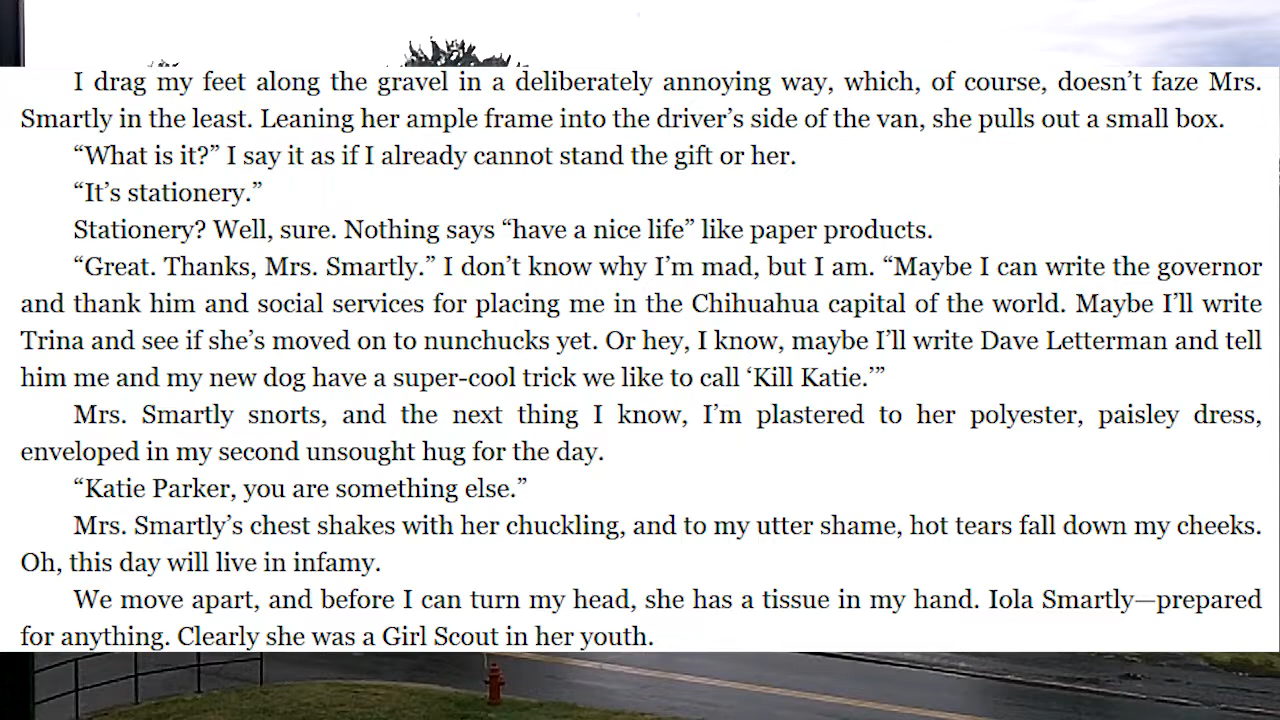 I drag my feet along the gravel in a deliberately annoying way, which, of course, doesn’t faze Mrs.
Smartly in the least. Leaning her ample frame into the driver’s side of the van, she pulls out a small box.
“What is it?” I say it as if I already cannot stand the gift or her.
“It’s stationery.”
Stationery? Well, sure. Nothing says “have a nice life” like paper products.
“Great. Thanks, Mrs. Smartly.” I don’t know why I’m mad, but I am. “Maybe I can write the governor
and thank him and social services for placing me in the Chihuahua capital of the world. Maybe I’ll write
Trina and see if she’s moved on to nunchucks yet. Or hey, I know, maybe I’ll write Dave Letterman and tell
him me and my new dog have a super-cool trick we like to call ‘Kill Katie.’”
Mrs. Smartly snorts, and the next thing I know, I’m plastered to her polyester, paisley dress,
enveloped in my second unsought hug for the day.
“Katie Parker, you are something else.”
Mrs. Smartly’s chest shakes with her chuckling, and to my utter shame, hot tears fall down my cheeks.
Oh, this day will live in infamy.
We move apart, and before I can turn my head, she has a tissue in my hand. Iola Smartly—prepared
for anything. Clearly she was a Girl Scout in her youth.